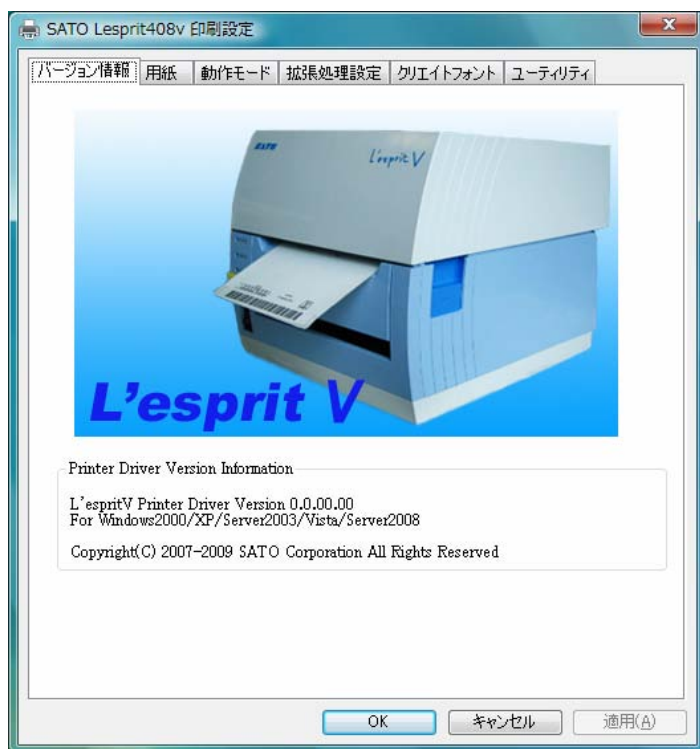 SATO Lesprit408v 印刷設定
バージョン情報 用紙 動作モード 拡張処理設定 クリエイトフォント ユーティリティ
SATO
L'esprit V
L'esprit V
Printer Driver Version Information
L'espritV Printer Driver Version 0.0.00.00
For Windows2000/XP/Server2003/Vista/Server2008
Copyright(C) 2007-2009 SATO Corporation All Rights Reserved
OK キャンセル 適用(A)